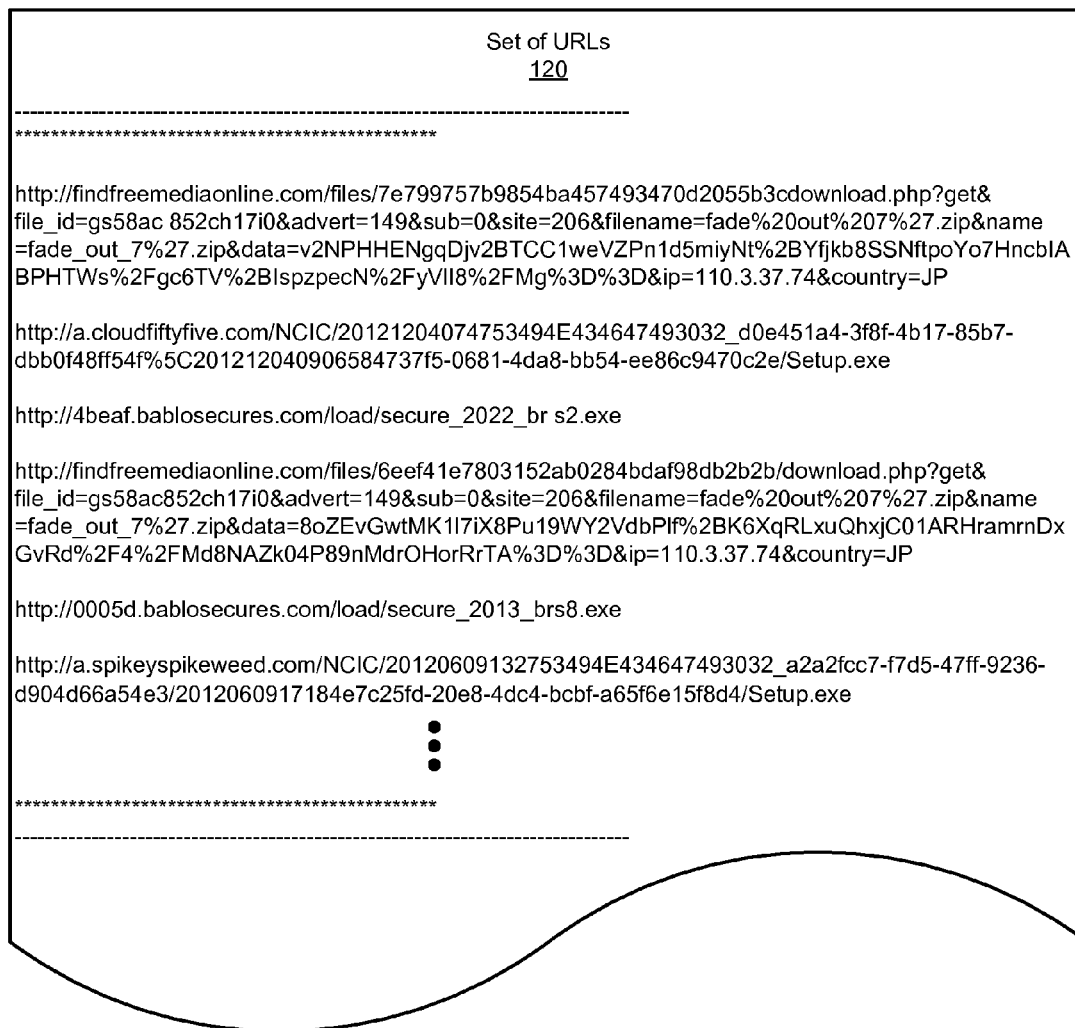 Set of URLs
120
--------------------------------------------------------------------------------
***********************************************
http://findfreemediaonline.com/files/7e799757b9854ba457493470d2055b3cdownload.php?get&
file_id=gs58ac 852ch17i0&advert=149&sub=0&site=206&filename=fade%20out%207%27.zip&name
=fade_out_7%27.zip&data=v2NPHHENgqDjv2BTCC1weVZPn1d5miyNt%2BYfjkb8SSNftpoYo7HncbIA
BPHTWs%2Fgc6TV%2BIspzpecN%2FyVlI8%2FMg%3D%3D&ip=110.3.37.74&country=JP
http://a.cloudfiftyfive.com/NCIC/20121204074753494E434647493032_d0e451a4-3f8f-4b17-85b7-
dbb0f48ff54f%5C201212040906584737f5-0681-4da8-bb54-ee86c9470c2e/Setup.exe
http://4beaf.bablosecures.com/load/secure_2022_br s2.exe
http://findfreemediaonline.com/files/6eef41e7803152ab0284bdaf98db2b2b/download.php?get&
file_id=gs58ac852ch17i0&advert=149&sub=0&site=206&filename=fade%20out%207%27.zip&name
=fade_out_7%27.zip&data=8oZEvGwtMK1l7iX8Pu19WY2VdbPlf%2BK6XqRLxuQhxjC01ARHramrnDx
GvRd%2F4%2FMd8NAZk04P89nMdrOHorRrTA%3D%3D&ip=110.3.37.74&country=JP
http://0005d.bablosecures.com/load/secure_2013_brs8.exe
http://a.spikeyspikeweed.com/NCIC/20120609132753494E434647493032_a2a2fcc7-f7d5-47ff-9236-
d904d66a54e3/2012060917184e7c25fd-20e8-4dc4-bcbf-a65f6e15f8d4/Setup.exe
***********************************************
--------------------------------------------------------------------------------